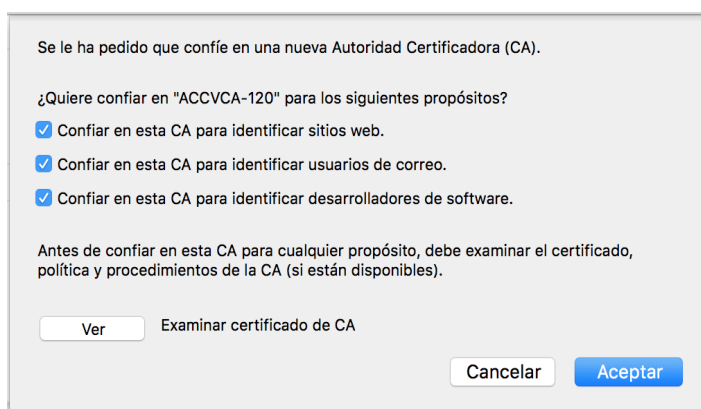 Se le ha pedido que confíe en una nueva Autoridad Certificadora (CA).
¿Quiere confiar en "ACCVCA-120" para los siguientes propósitos?
Confiar en esta CA para identificar sitios web.
Confiar en esta CA para identificar usuarios de correo.
Confiar en esta CA para identificar desarrolladores de software.
Antes de confiar en esta CA para cualquier propósito, debe examinar el certificado,
política y procedimientos de la CA (si están disponibles).
Ver Examinar certificado de CA
Cancelar Aceptar